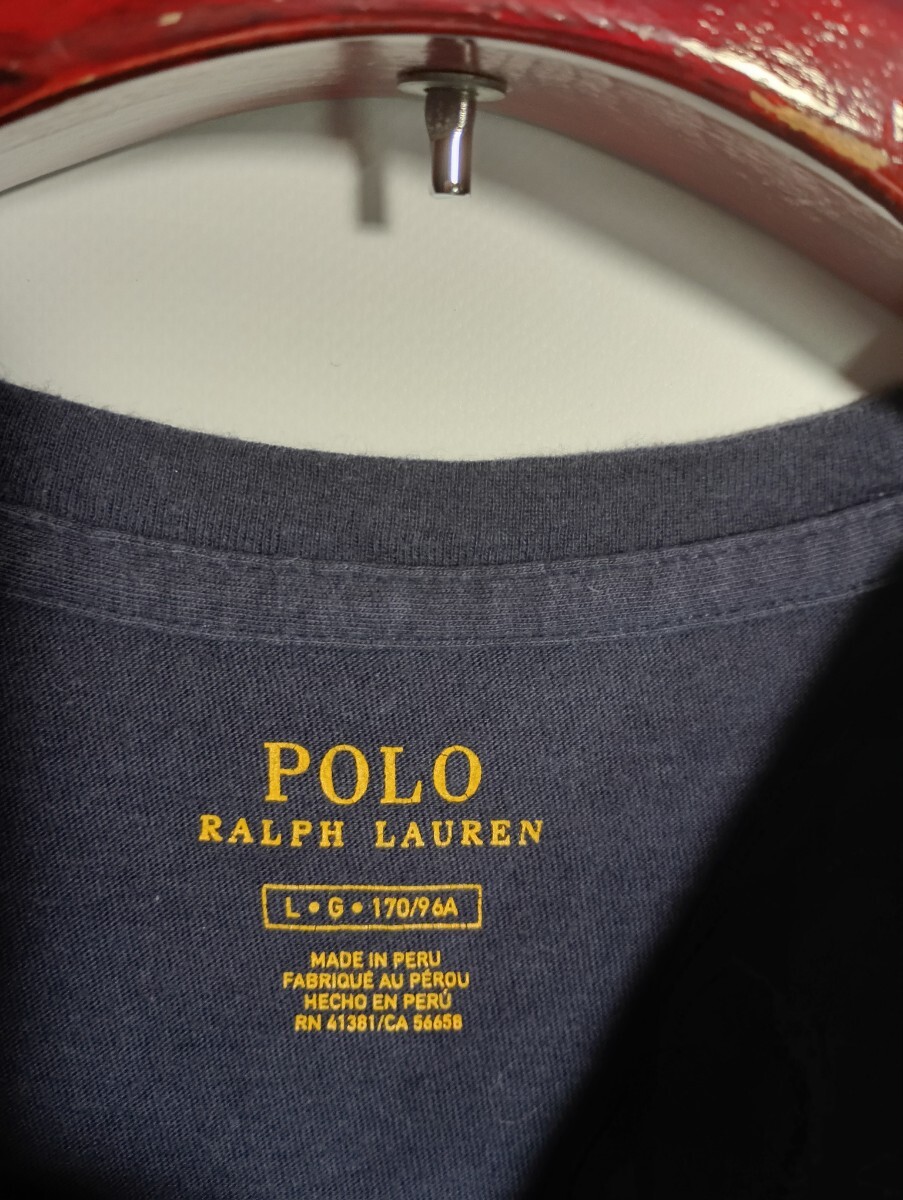 POLO
RALPH LAUREN
L • G • 170/96A
MADE IN PERU
FABRIQUÉ AU PÉROU
HECHO EN PERÚ
RN 41381/CA 56658